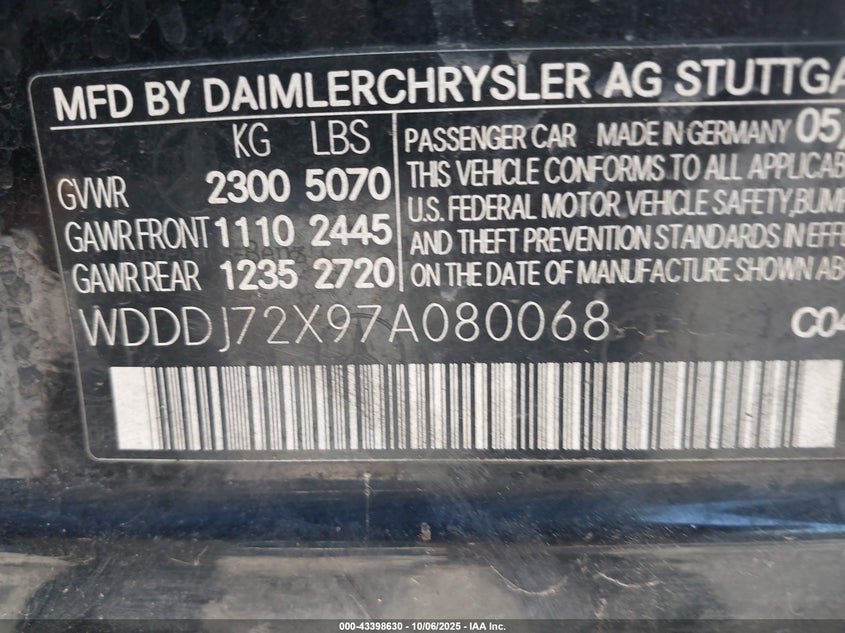 MFD BY DAIMLERCHRYSLER AG STUTTGA
KG LBS
GVWR 2300 5070
GAWR FRONT 1110 2445
GAWR REAR 1235 2720
PASSENGER CAR MADE IN GERMANY 05
THIS VEHICLE CONFORMS TO ALL APPLICAB
U.S. FEDERAL MOTOR VEHICLE SAFETY, BUM
AND THEFT PREVENTION STANDARDS IN EFF
ON THE DATE OF MANUFACTURE SHOWN AB
WDDDJ72X97A080068 C04
000-43398630 - 10/06/2025 - IAA Inc.